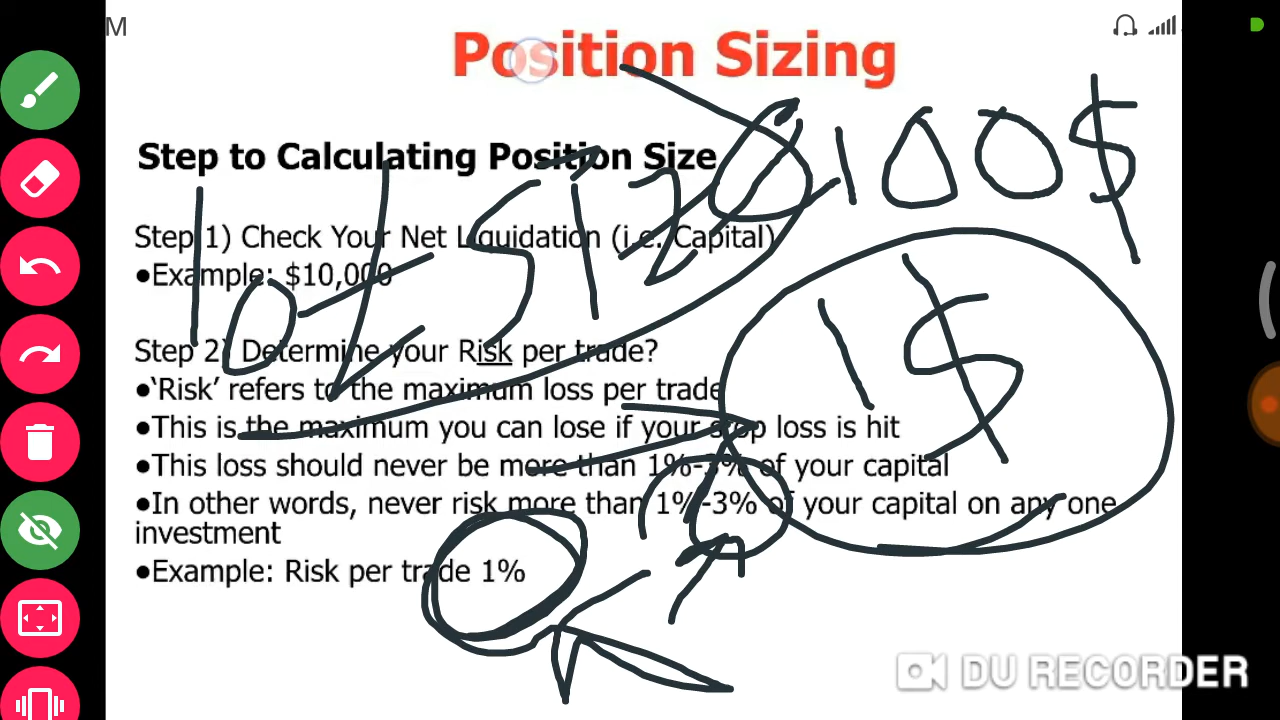 M
Position Sizing
100$
Step to Calculating Position Size
lot size
Step 1) Check Your Net Liquidation (i.e. Capital)
●Example: $10,000
1$
Step 2) Determine your Risk per trade?
●‘Risk’ refers to the maximum loss per trade
●This is the maximum you can lose if your stop loss is hit
●This loss should never be more than 1%-3% of your capital
●In other words, never risk more than 1%-3% of your capital on any one
investment
●Example: Risk per trade 1%
DU RECORDER